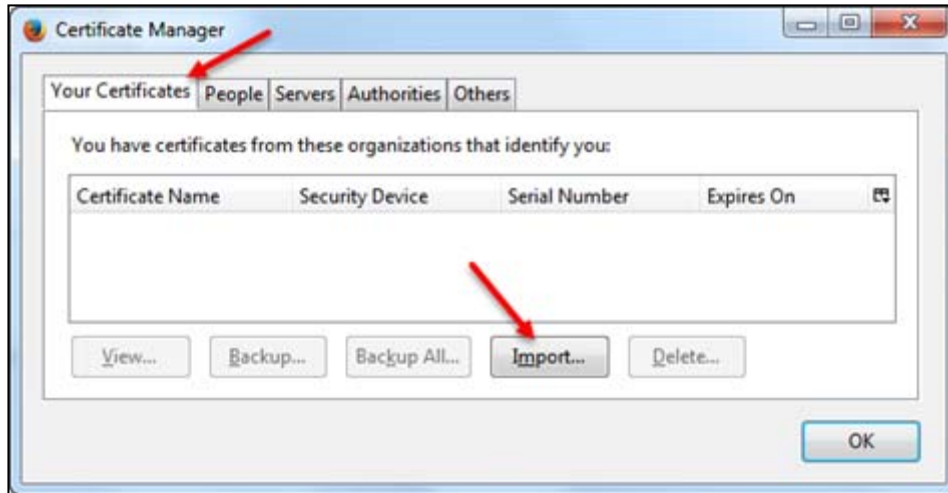 Certificate Manager
Your Certificates People Servers Authorities Others
You have certificates from these organizations that identify you:
Certificate Name Security Device Serial Number Expires On
View... Backup... Backup All... Import... Delete...
OK